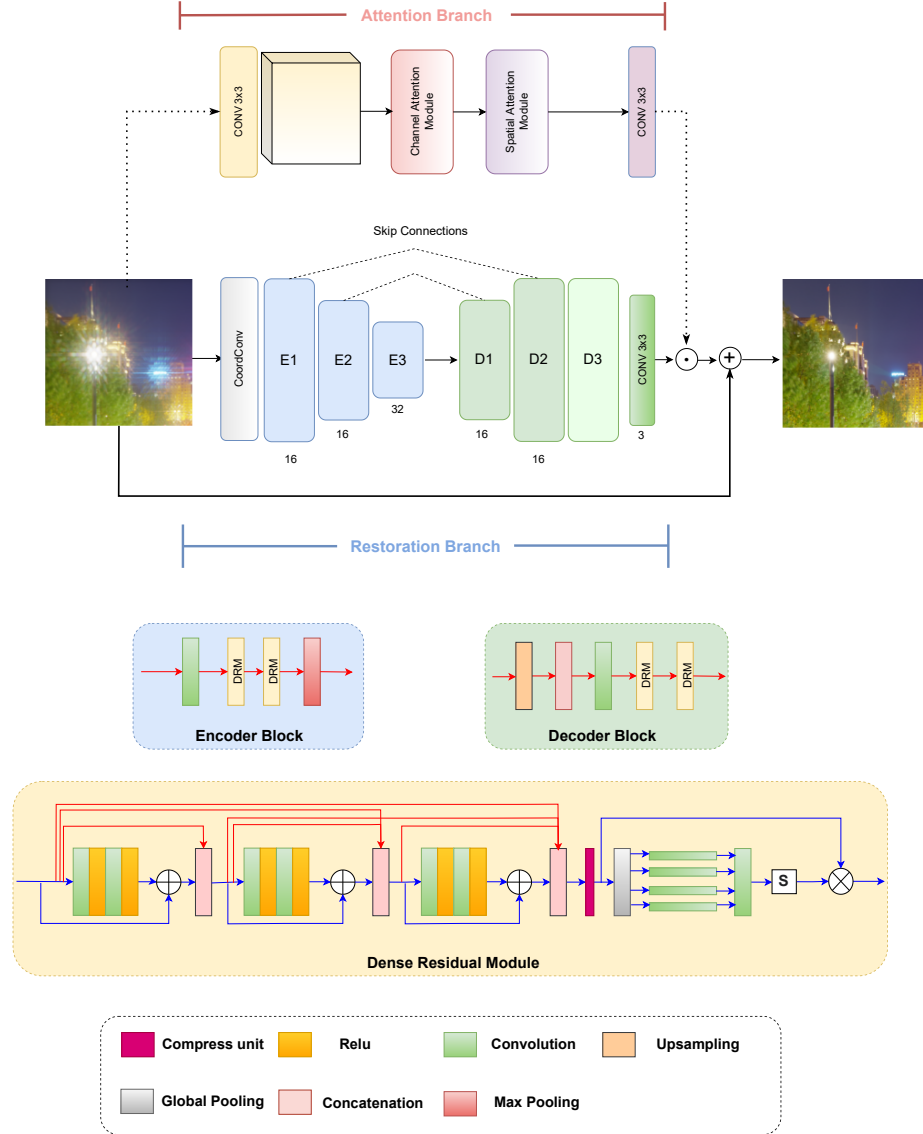 Attention Branch
CONV 3x3
Channel Attention
Module
Spatial Attention
Module
CONV 3x3
Skip Connections
CoordConv
E1
E2
E3
D1
D2
D3
CONV 3x3
32
16
16
3
16
16
Restoration Branch
DRM
DRM
Encoder Block
DRM
DRM
Decoder Block
S
Dense Residual Module
Compress unit
Relu
Convolution
Upsampling
Global Pooling
Concatenation
Max Pooling